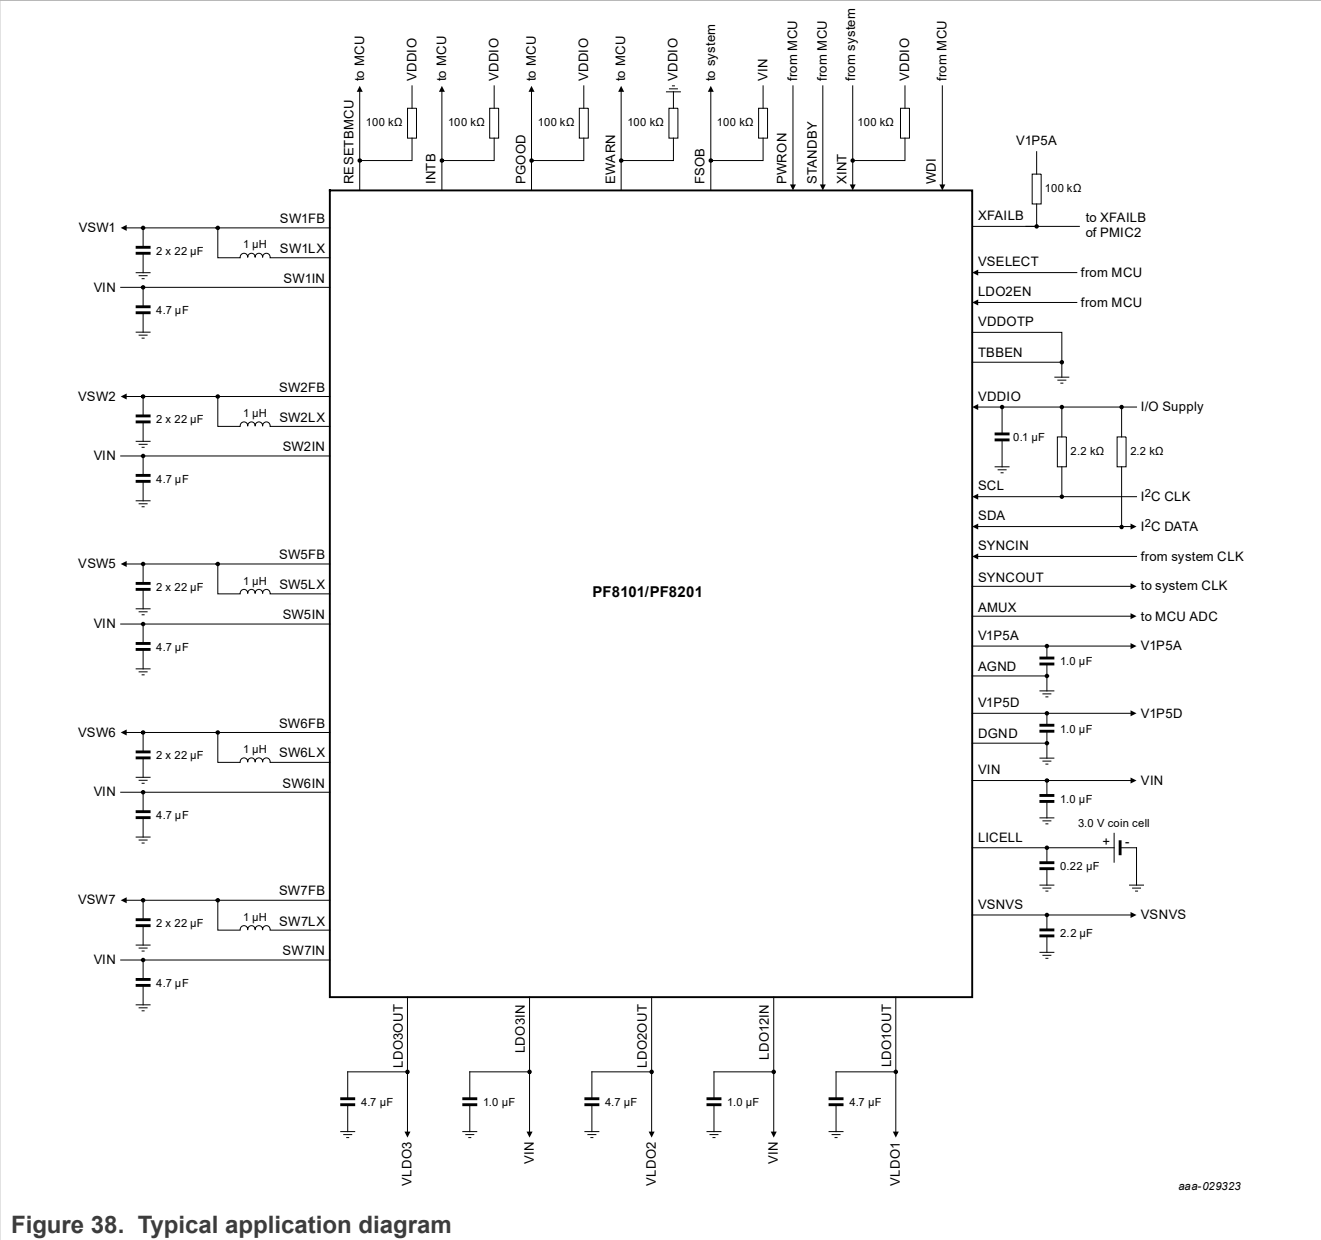 to MCU
VDDIO
to MCU
VDDIO
to MCU
VDDIO
to MCU
VDDIO
to system
VIN
from MCU
from MCU
from system
VDDIO
from MCU
100 kΩ
100 kΩ
100 kΩ
100 kΩ
100 kΩ
100 kΩ
RESETBMCU
INTB
PGOOD
EWARN
FSOB
PWRON
STANDBY
XINT
WDI
V1P5A
100 kΩ
XFAILB
to XFAILB
of PMIC2
VSELECT
from MCU
LDO2EN
from MCU
VDDOTP
TBBEN
VDDIO
I/O Supply
0.1 µF
2.2 kΩ
2.2 kΩ
SCL
I²C CLK
SDA
I²C DATA
SYNCIN
from system CLK
SYNCOUT
to system CLK
AMUX
to MCU ADC
V1P5A
V1P5A
1.0 µF
AGND
V1P5D
V1P5D
1.0 µF
DGND
VIN
VIN
1.0 µF
3.0 V coin cell
LICELL
+
-
0.22 µF
VSNVS
VSNVS
2.2 µF
SW1FB
VSW1
2 x 22 µF
1 µH
SW1LX
SW1IN
VIN
4.7 µF
SW2FB
VSW2
2 x 22 µF
1 µH
SW2LX
SW2IN
VIN
4.7 µF
SW5FB
VSW5
2 x 22 µF
1 µH
SW5LX
SW5IN
VIN
4.7 µF
SW6FB
VSW6
2 x 22 µF
1 µH
SW6LX
SW6IN
VIN
4.7 µF
SW7FB
VSW7
2 x 22 µF
1 µH
SW7LX
SW7IN
VIN
4.7 µF
PF8101/PF8201
LDO3OUT
LDO3IN
LDO2OUT
LDO12IN
LDO1OUT
4.7 µF
1.0 µF
4.7 µF
1.0 µF
4.7 µF
VLDO3
VIN
VLDO2
VIN
VLDO1
aaa-029323
Figure 38. Typical application diagram